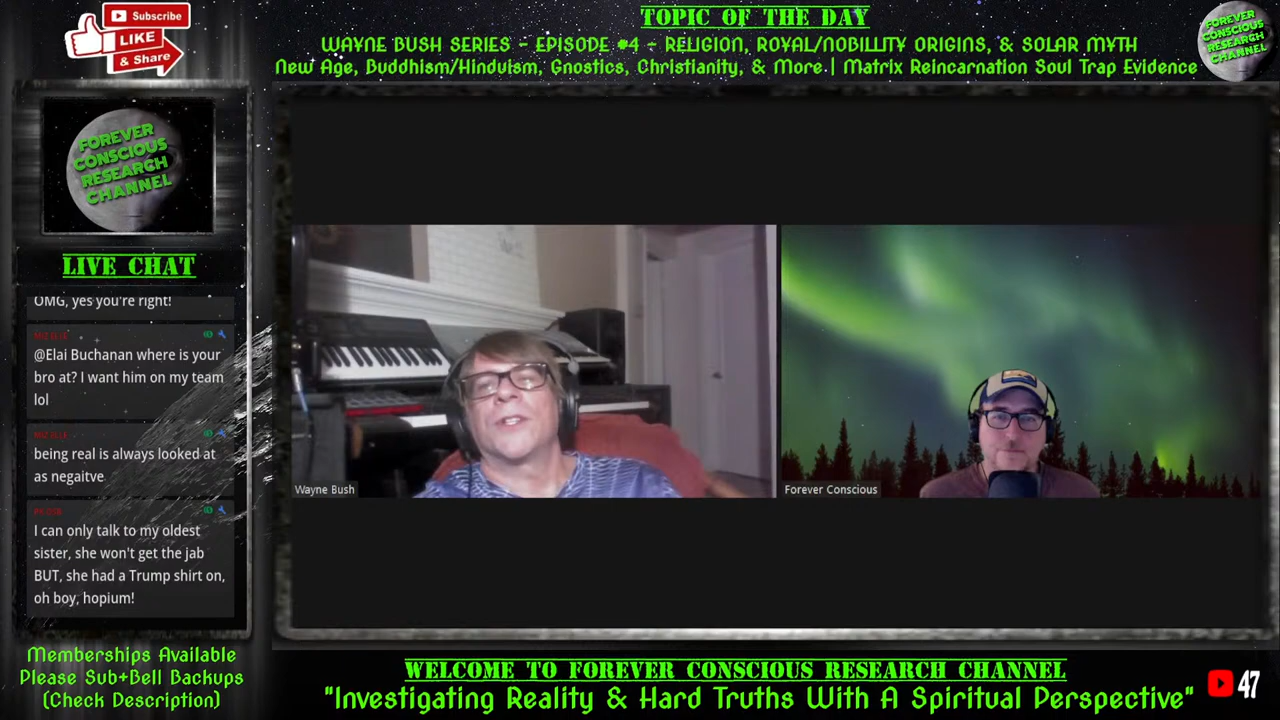 Subscribe
LIKE
& Share
TOPIC OF THE DAY
WAYNE BUSH SERIES - EPISODE #4 - RELIGION, ROYAL/NOBILLITY ORIGINS, & SOLAR MYTH
New Age, Buddhism/Hinduism, Gnostics, Christianity, & More | Matrix Reincarnation Soul Trap Evidence
FOREVER
CONSCIOUS
RESEARCH
CHANNEL
FOREVER
CONSCIOUS
RESEARCH
CHANNEL
LIVE CHAT
OMG, yes you're right!
@Elai Buchanan where is your
bro at? I want him on my team
lol
being real is always looked at
as negaitve
I can only talk to my oldest
sister, she won't get the jab
BUT, she had a Trump shirt on,
oh boy, hopium!
Wayne Bush
Forever Conscious
Memberships Available
Please Sub+Bell Backups
(Check Description)
WELCOME TO FOREVER CONSCIOUS RESEARCH CHANNEL
"Investigating Reality & Hard Truths With A Spiritual Perspective"
47